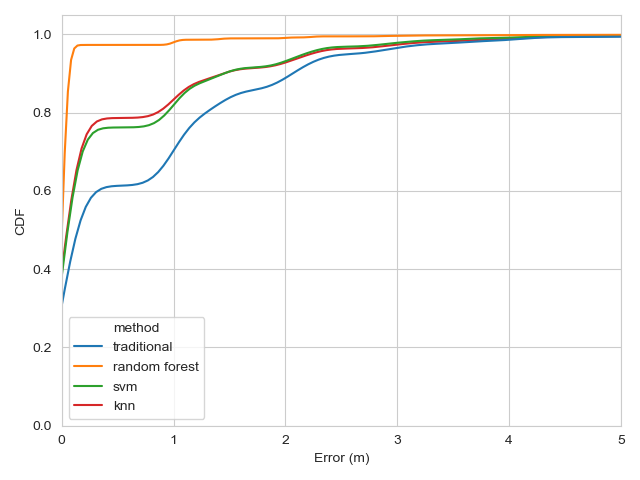 1.0
0.8
0.6
0.4
0.2
0.0
CDF
method
traditional
random forest
svm
knn
0 1 2 3 4 5
Error (m)